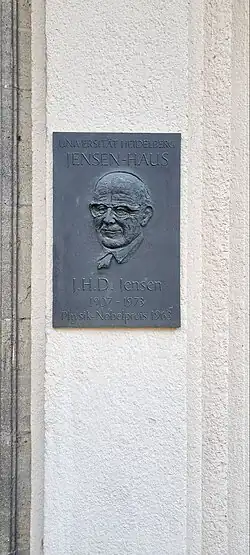 UNIVERSITÄT HEIDELBERG
JENSEN-HAUS
J.H.D. Jensen
1907 - 1973
Physik-Nobelpreis 1963